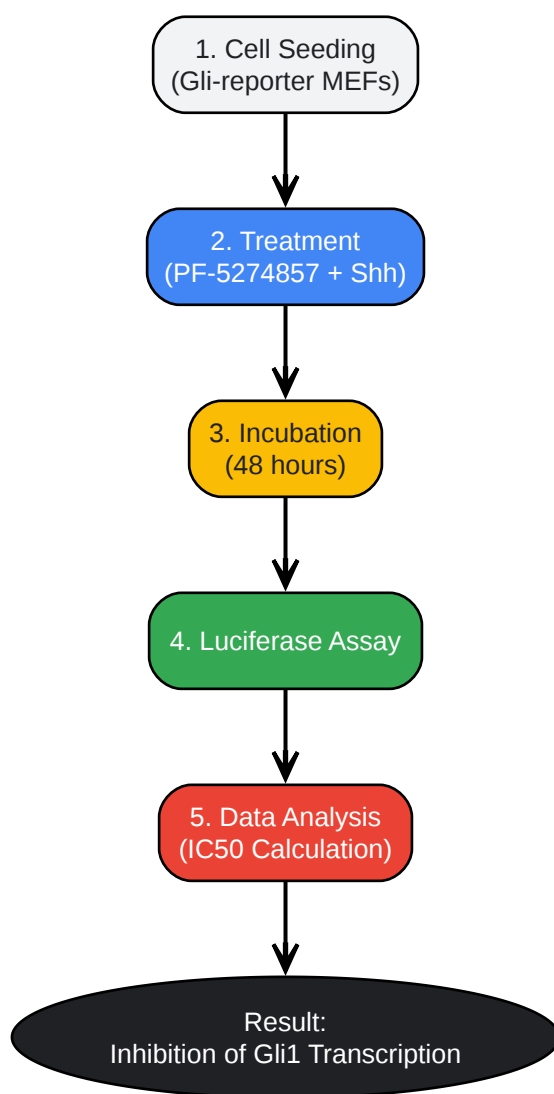 1. Cell Seeding
(Gli-reporter MEFs)
2. Treatment
(PF-5274857 + Shh)
3. Incubation
(48 hours)
4. Luciferase Assay
5. Data Analysis
(IC50 Calculation)
Result:
Inhibition of Gli1 Transcription